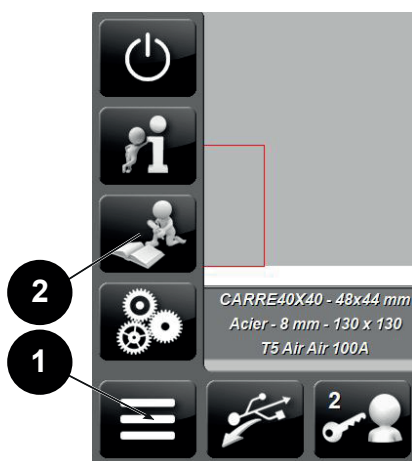 2
CARRE40X40 - 48x44 mm
Acier - 8 mm - 130 x 130
T5 Air Air 100A
1
2